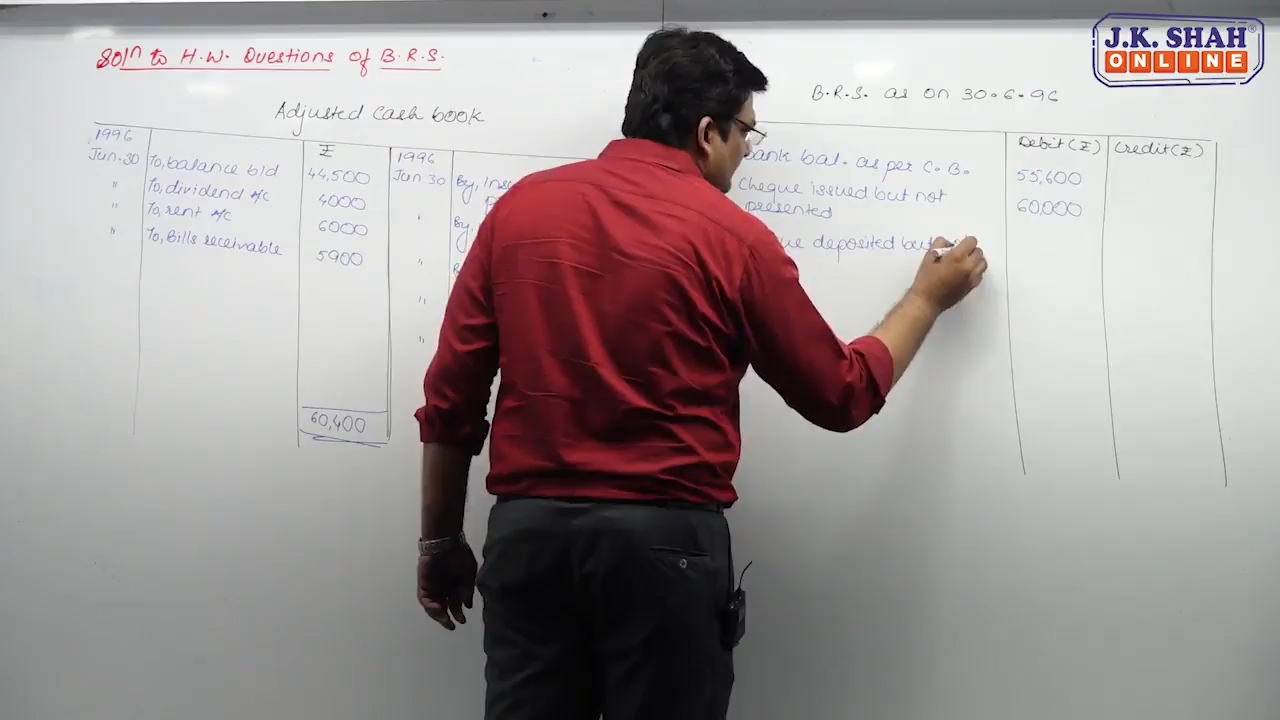 J.K. SHAH®
ONLINE
Soln to H.W. Questions of B.R.S.
Adjusted Cash book
1996 ₹ 1996
Jun.30 To, balance b/d 44,500 Jun 30 By,
" To, dividend a/c 4000 "
" To, rent a/c 6000 By,
" To, Bills receivable 5900 "
"
"
60,400
B.R.S. as on 30.6.96
Debit (₹) Credit (₹)
bank bal. as per C.B. 55,400
Cheque issued but not
presented 60,000
deposited but